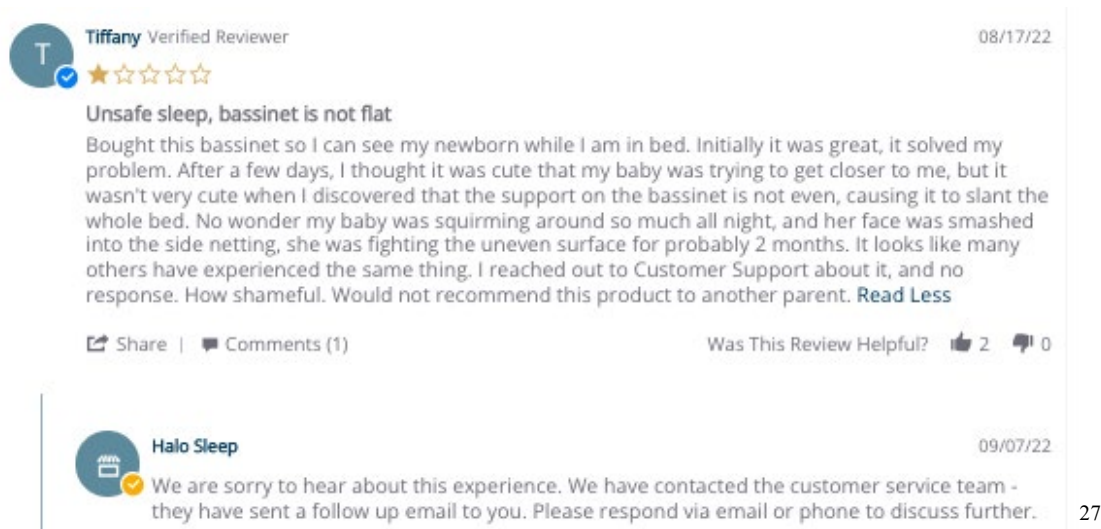 T
Tiffany Verified Reviewer 08/17/22
Unsafe sleep, bassinet is not flat
Bought this bassinet so I can see my newborn while I am in bed. Initially it was great, it solved my
problem. After a few days, I thought it was cute that my baby was trying to get closer to me, but it
wasn't very cute when I discovered that the support on the bassinet is not even, causing it to slant the
whole bed. No wonder my baby was squirming around so much all night, and her face was smashed
into the side netting, she was fighting the uneven surface for probably 2 months. It looks like many
others have experienced the same thing. I reached out to Customer Support about it, and no
response. How shameful. Would not recommend this product to another parent. Read Less
Share | Comments (1) Was This Review Helpful? 2 0
Halo Sleep 09/07/22
We are sorry to hear about this experience. We have contacted the customer service team -
they have sent a follow up email to you. Please respond via email or phone to discuss further. 27